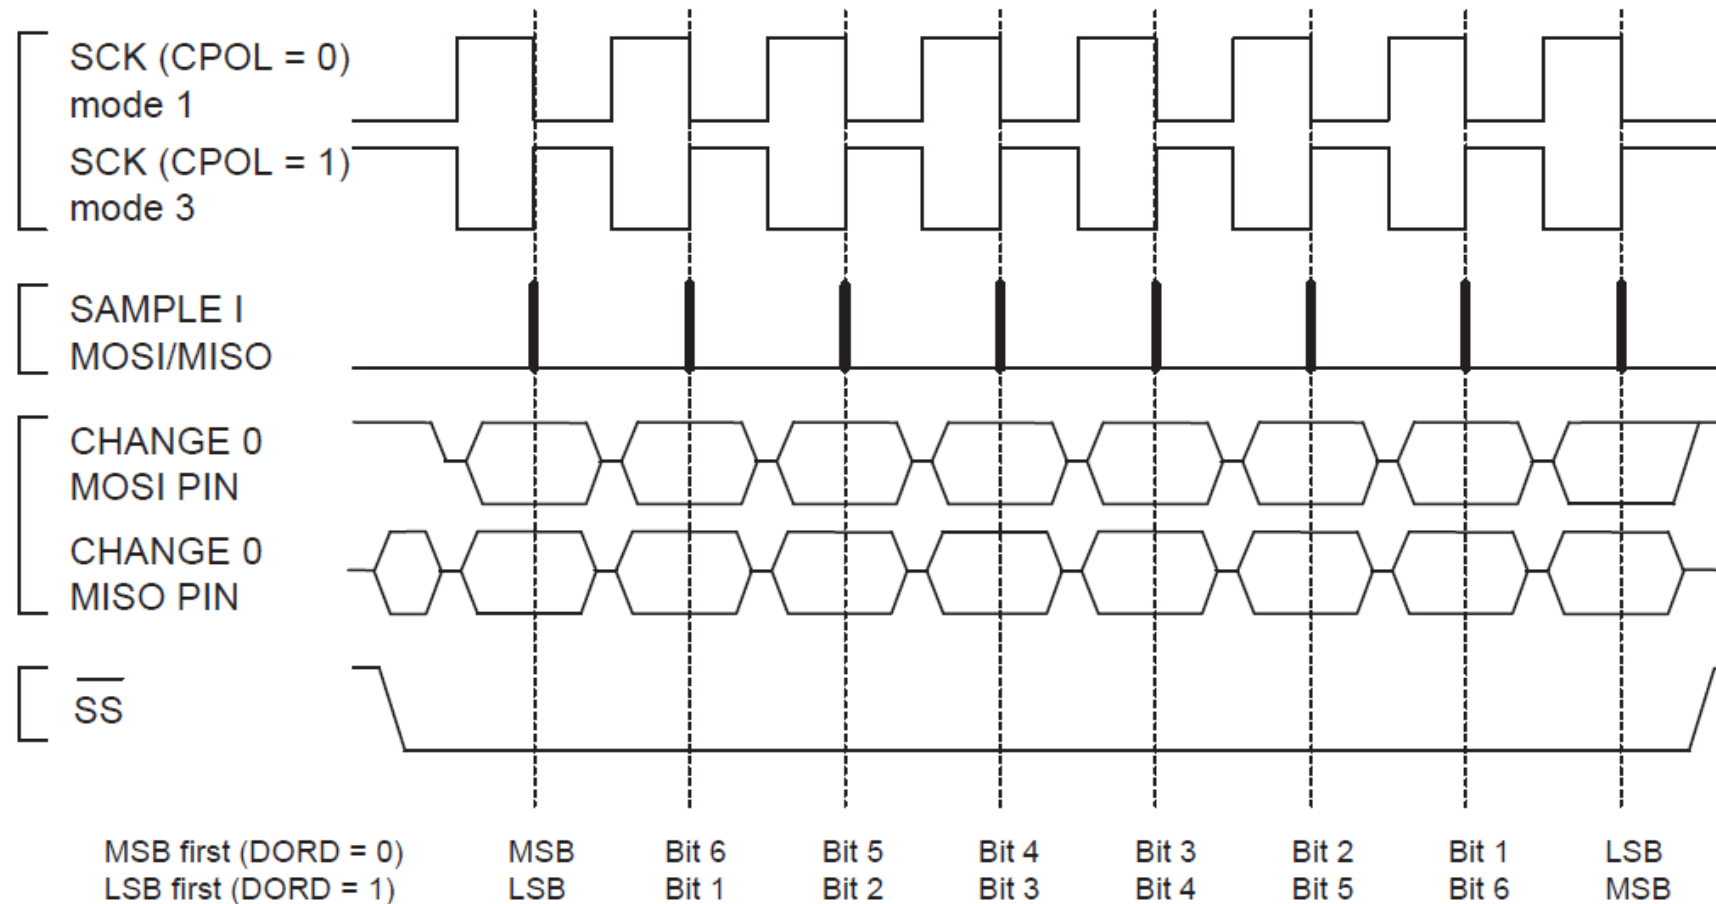 SCK (CPOL = 0)
mode 1
SCK (CPOL = 1)
mode 3
SAMPLE I
MOSI/MISO
CHANGE 0
MOSI PIN
CHANGE 0
MISO PIN
SS
MSB first (DORD = 0) MSB Bit 6 Bit 5 Bit 4 Bit 3 Bit 2 Bit 1 LSB
LSB first (DORD = 1) LSB Bit 1 Bit 2 Bit 3 Bit 4 Bit 5 Bit 6 MSB